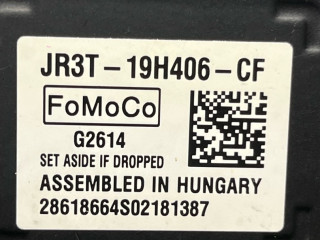 JR3T-19H406-CF
FoMoCo
G2614
SET ASIDE IF DROPPED
ASSEMBLED IN HUNGARY
28618664S02181387